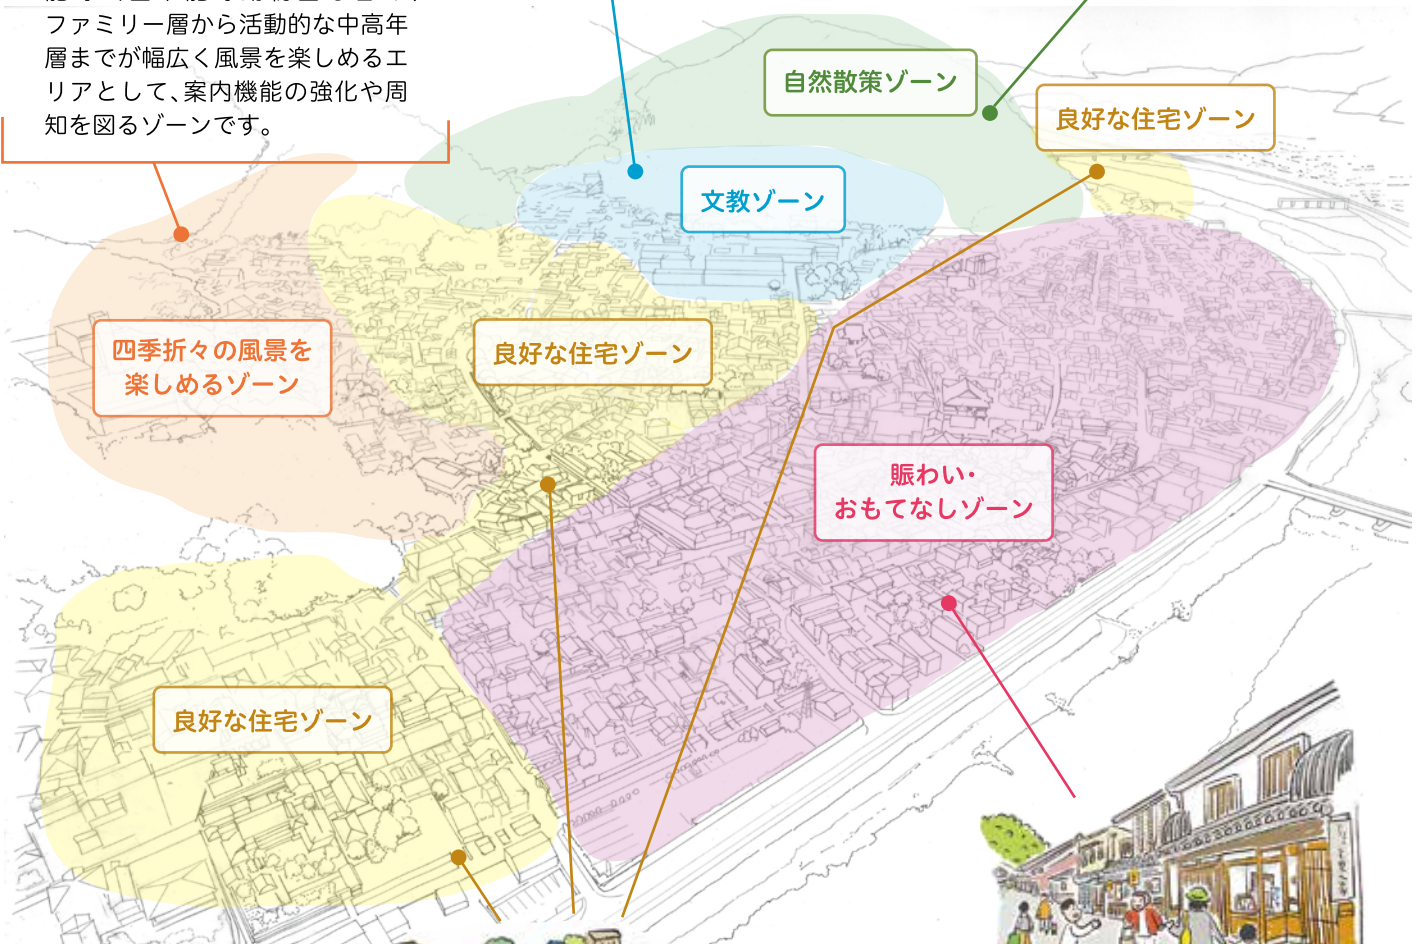 ファミリー層から活動的な中高年
層までが幅広く風景を楽しめるエ
リアとして、案内機能の強化や周
知を図るゾーンです。
自然散策ゾーン
良好な住宅ゾーン
文教ゾーン
四季折々の風景を
楽しめるゾーン
良好な住宅ゾーン
賑わい・
おもてなしゾーン
良好な住宅ゾーン